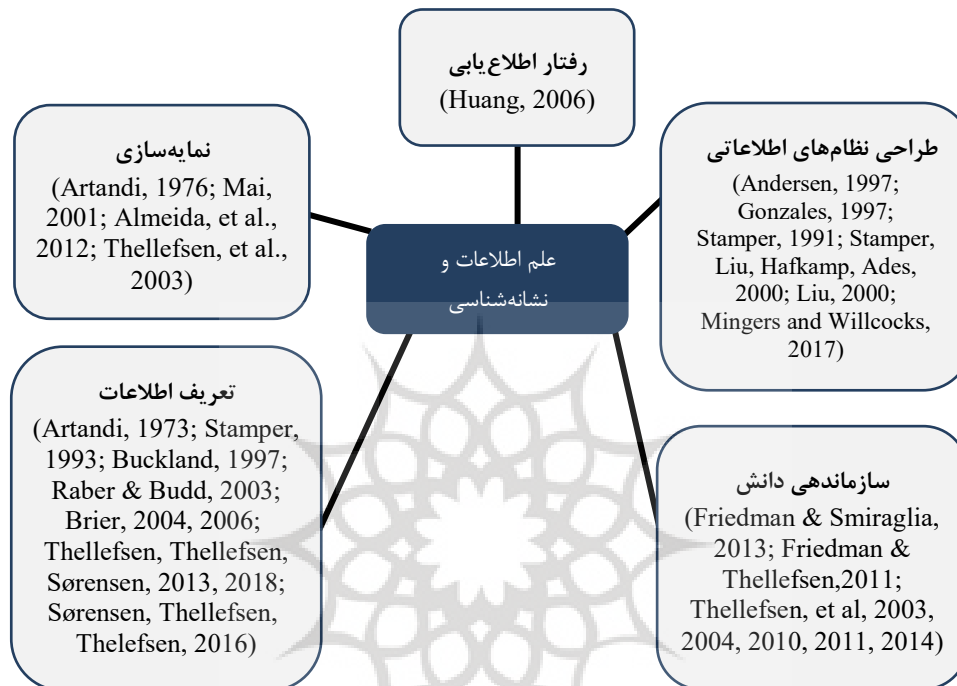 رفتار اطلاع‌یابی
(Huang, 2006)
طراحی نظام‌های اطلاعاتی
(Andersen, 1997;
Gonzales, 1997;
Stamper, 1991; Stamper,
Liu, Hafkamp, Ades,
2000; Liu, 2000;
Mingers and Willcocks,
2017)
نمایه‌سازی
(Artandi, 1976; Mai,
2001; Almeida, et al.,
2012; Thellefsen, et al.,
2003)
علم اطلاعات و
نشانه‌شناسی
سازماندهی دانش
(Friedman & Smiraglia,
2013; Friedman &
Thellefsen,2011;
Thellefsen, et al, 2003,
2004, 2010, 2011, 2014)
تعریف اطلاعات
(Artandi, 1973; Stamper,
1993; Buckland, 1997;
Raber & Budd, 2003;
Brier, 2004, 2006;
Thellefsen, Thellefsen,
Sørensen, 2013, 2018;
Sørensen, Thellefsen,
Thelefsen, 2016)